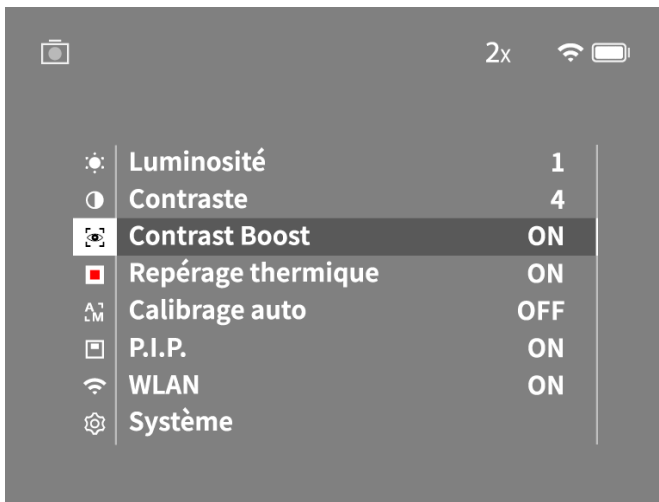 2x
Luminosité 1
Contraste 4
Contrast Boost ON
Repérage thermique ON
Calibrage auto OFF
P.I.P. ON
WLAN ON
Système